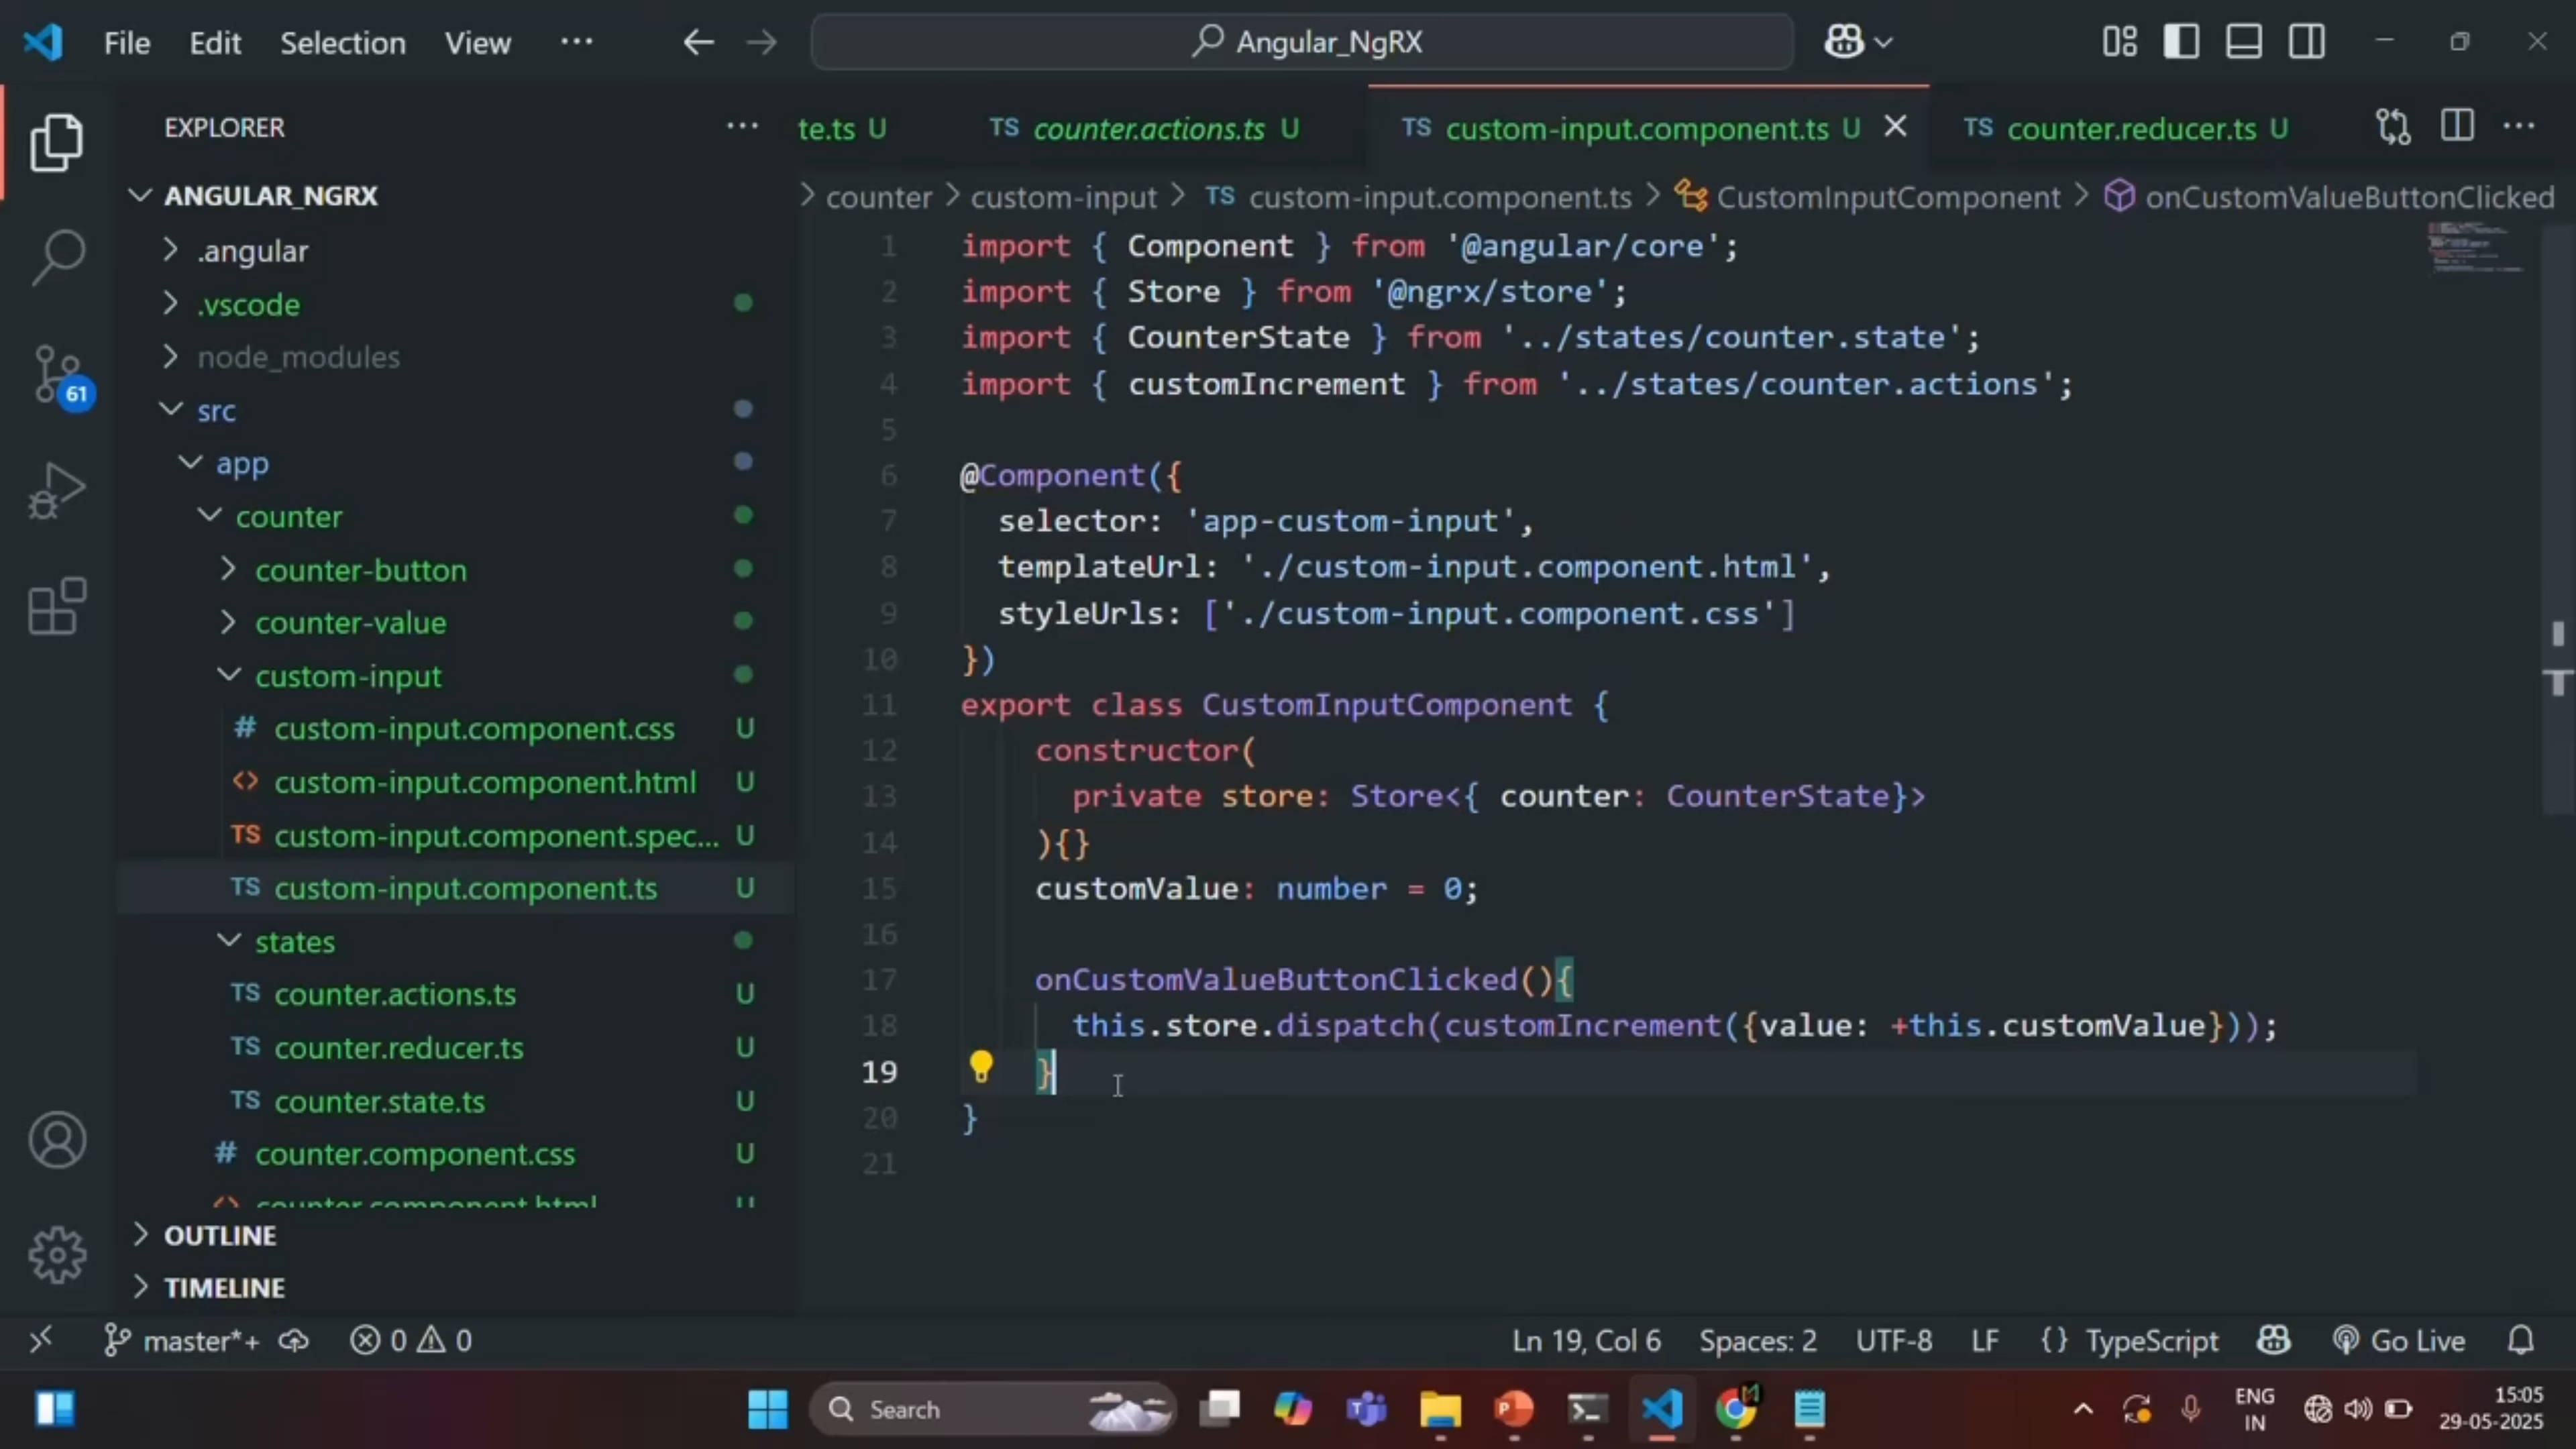 File Edit Selection View ··· Angular_NgRX
EXPLORER
ANGULAR_NGRX
.angular
.vscode
node_modules
src
app
counter
counter-button
counter-value
custom-input
# custom-input.component.css U
<> custom-input.component.html U
TS custom-input.component.spec... U
TS custom-input.component.ts U
states
TS counter.actions.ts U
TS counter.reducer.ts U
TS counter.state.ts U
# counter.component.css U
<> counter.component.html U
OUTLINE
TIMELINE
61
te.ts U TS counter.actions.ts U TS custom-input.component.ts U TS counter.reducer.ts U
> counter > custom-input > TS custom-input.component.ts > CustomInputComponent > onCustomValueButtonClicked
1 import { Component } from '@angular/core';
2 import { Store } from '@ngrx/store';
3 import { CounterState } from '../states/counter.state';
4 import { customIncrement } from '../states/counter.actions';
5
6 @Component({
7 selector: 'app-custom-input',
8 templateUrl: './custom-input.component.html',
9 styleUrls: ['./custom-input.component.css']
10 })
11 export class CustomInputComponent {
12 constructor(
13 private store: Store<{ counter: CounterState}>
14 ){}
15 customValue: number = 0;
16
17 onCustomValueButtonClicked(){
18 this.store.dispatch(customIncrement({value: +this.customValue}));
19 }
20 }
21
master*+ 0 0 Ln 19, Col 6 Spaces: 2 UTF-8 LF {} TypeScript Go Live
Search ENG IN 15:05 29-05-2025